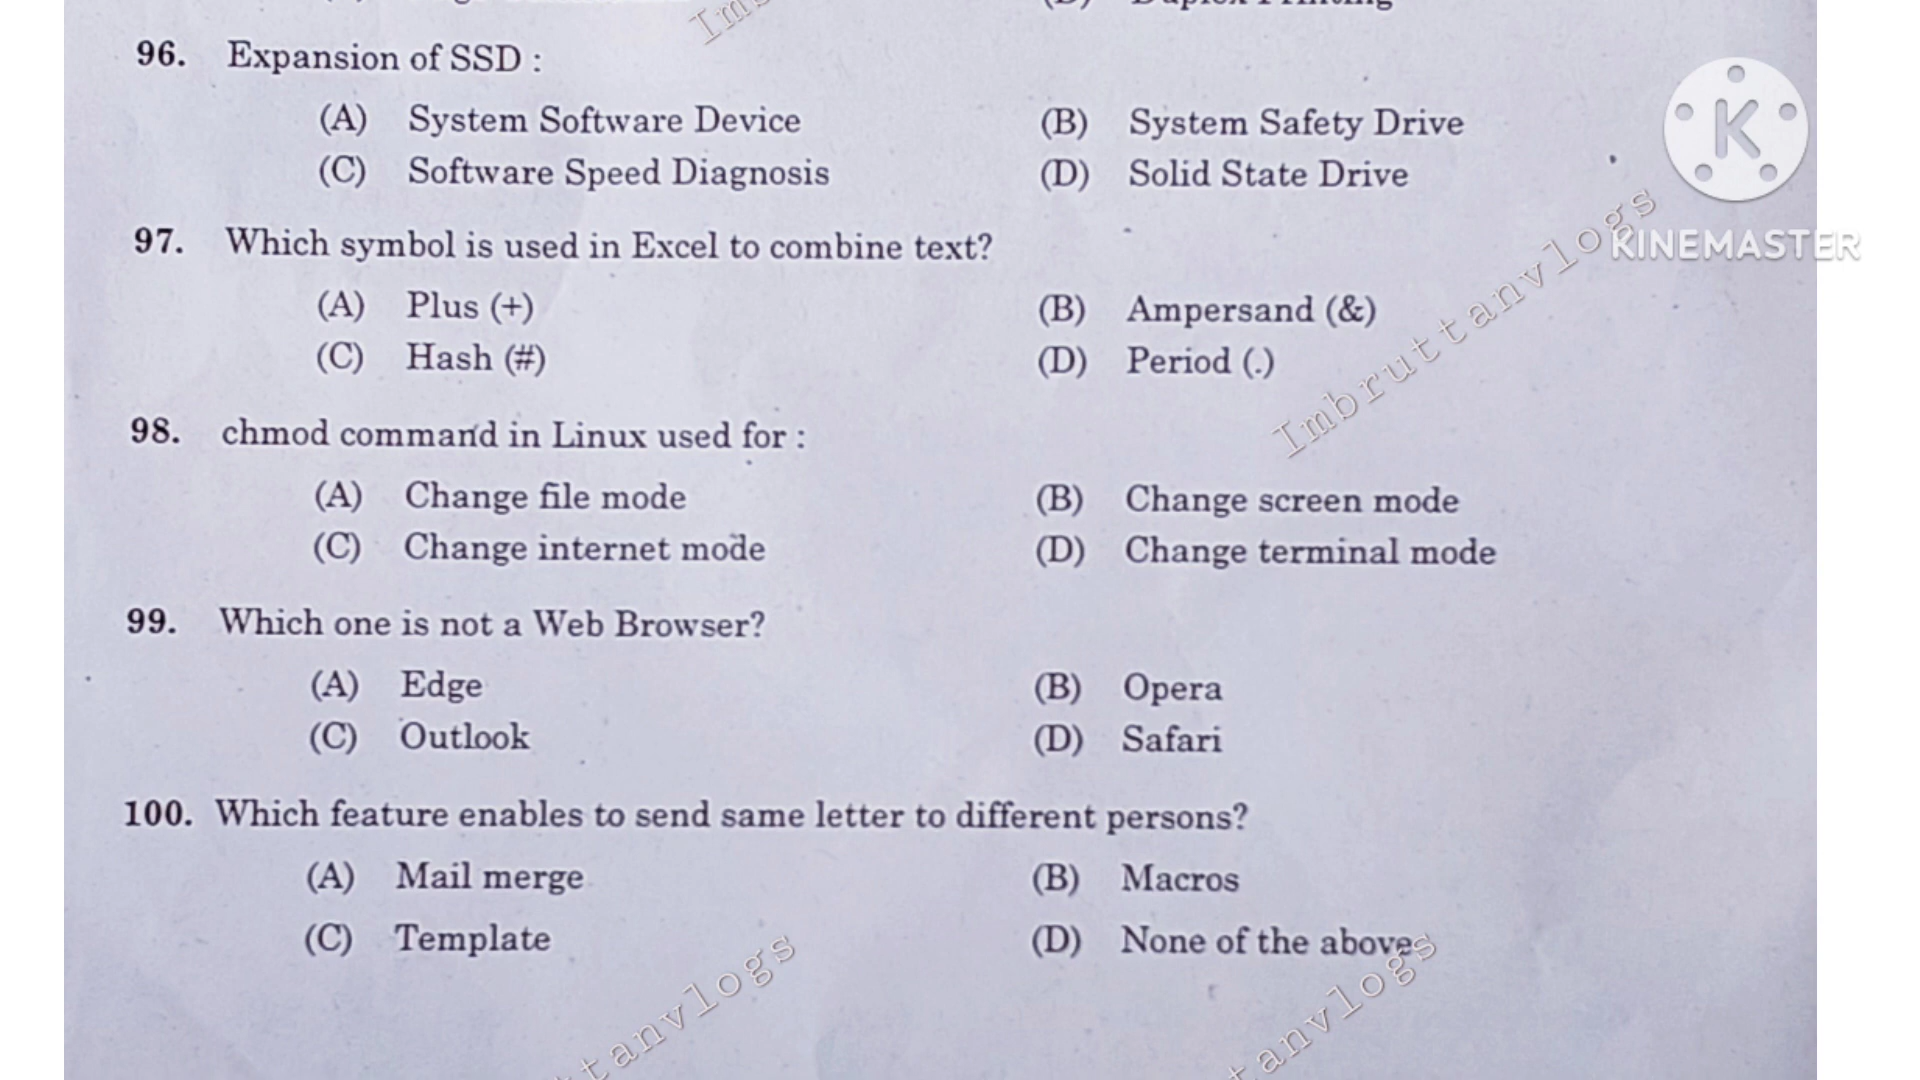 (D) Duplex Printing
96. Expansion of SSD :
(A) System Software Device (B) System Safety Drive
(C) Software Speed Diagnosis (D) Solid State Drive
K
KINEMASTER
97. Which symbol is used in Excel to combine text?
(A) Plus (+) (B) Ampersand (&)
(C) Hash (#) (D) Period (.)
Imbruttanvlogs
98. chmod command in Linux used for :
(A) Change file mode (B) Change screen mode
(C) Change internet mode (D) Change terminal mode
99. Which one is not a Web Browser?
(A) Edge (B) Opera
(C) Outlook (D) Safari
100. Which feature enables to send same letter to different persons?
(A) Mail merge (B) Macros
(C) Template (D) None of the above
ttanvlogs
tanvlogs